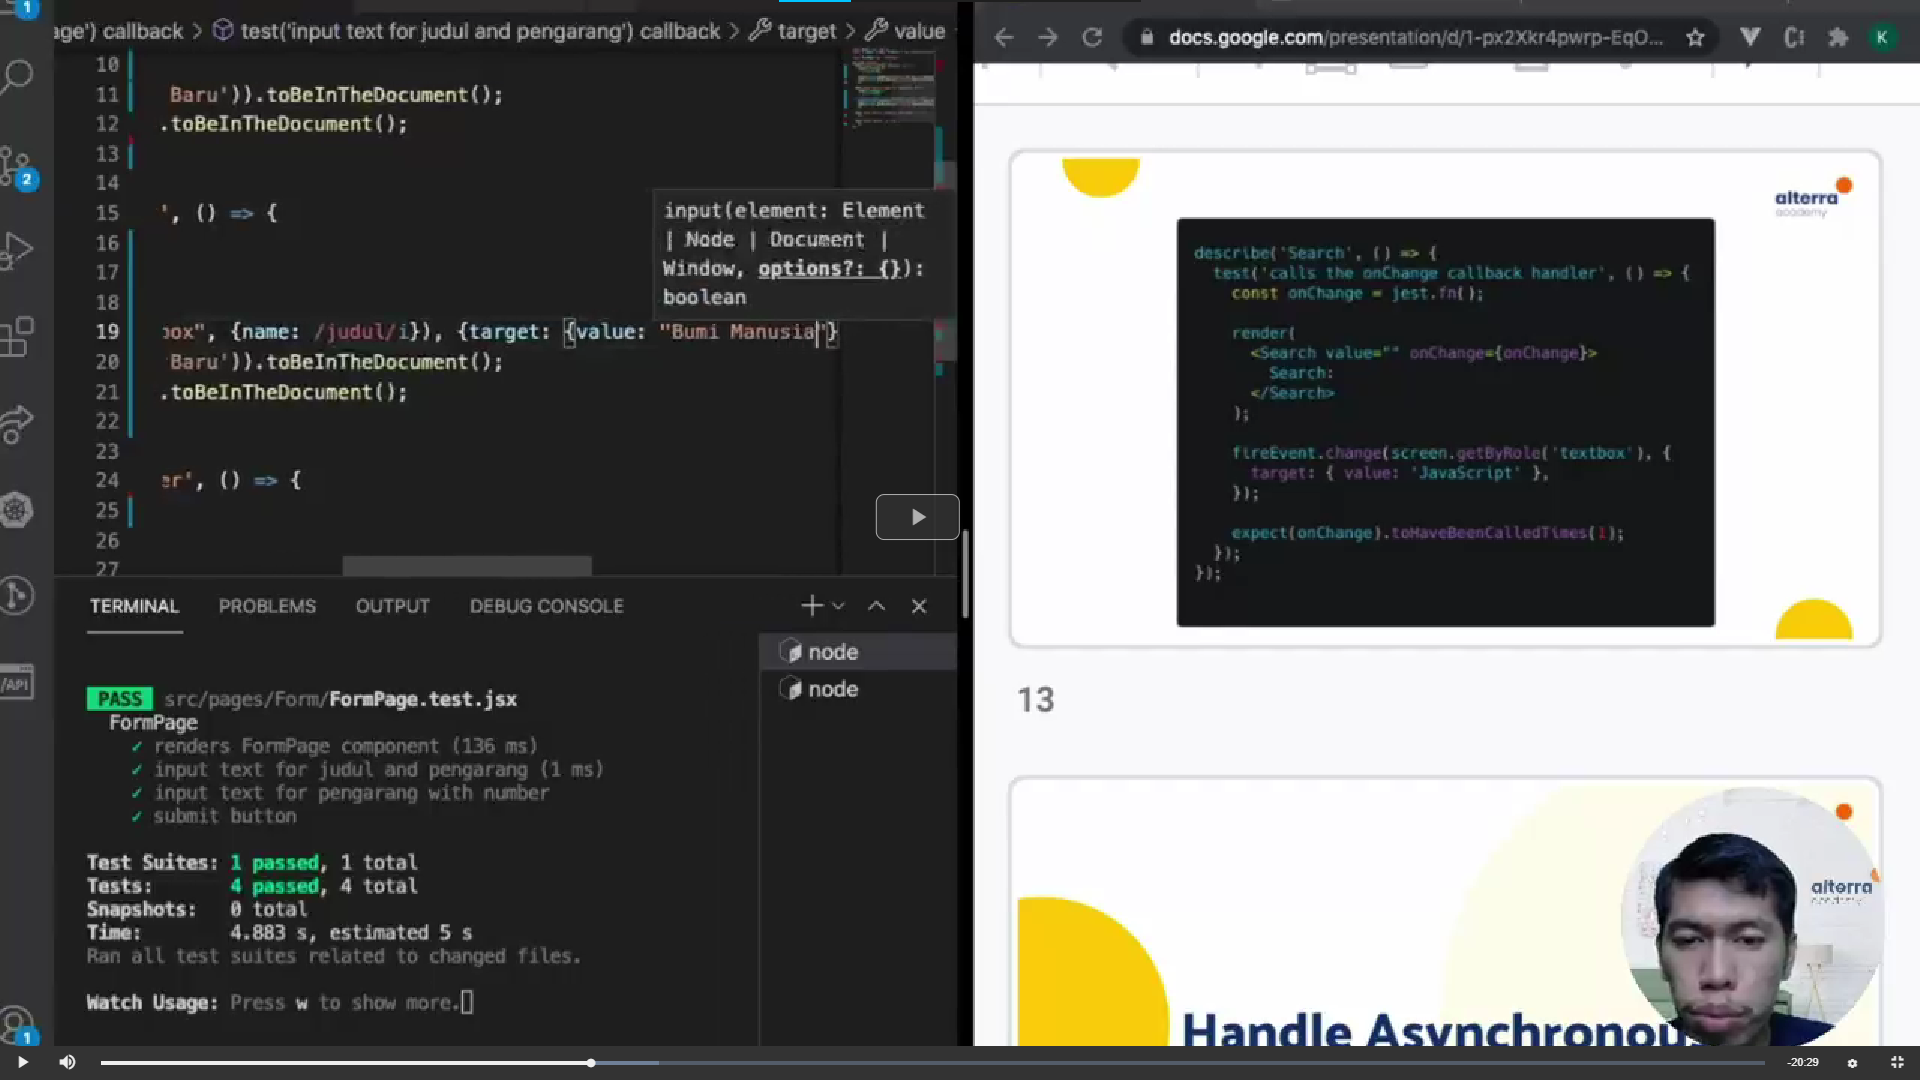 age') callback > test('input text for judul and pengarang') callback > target > value
10
11 Baru')).toBeInTheDocument();
12 .toBeInTheDocument();
13
14
15 ', () => {
16
17
18
19 box", {name: /judul/i}), {target: {value: "Bumi Manusia"}
20 Baru')).toBeInTheDocument();
21 .toBeInTheDocument();
22
23
24 er', () => {
25
26
27
input(element: Element
| Node | Document |
Window, options?: {}):
boolean
1
2
/API
1
TERMINAL PROBLEMS OUTPUT DEBUG CONSOLE
node
node
PASS src/pages/Form/FormPage.test.jsx
FormPage
✓ renders FormPage component (136 ms)
✓ input text for judul and pengarang (1 ms)
✓ input text for pengarang with number
✓ submit button
Test Suites: 1 passed, 1 total
Tests: 4 passed, 4 total
Snapshots: 0 total
Time: 4.883 s, estimated 5 s
Ran all test suites related to changed files.
Watch Usage: Press w to show more.
docs.google.com/presentation/d/1-px2Xkr4pwrp-EqO...
K
alterra
academy
describe('Search', () => {
test('calls the onChange callback handler', () => {
const onChange = jest.fn();
render(
<Search value="" onChange={onChange}>
Search:
</Search>
);
fireEvent.change(screen.getByRole('textbox'), {
target: { value: 'JavaScript' },
});
expect(onChange).toHaveBeenCalledTimes(1);
});
});
13
alterra
academy
Handle Asynchronou
-20:29